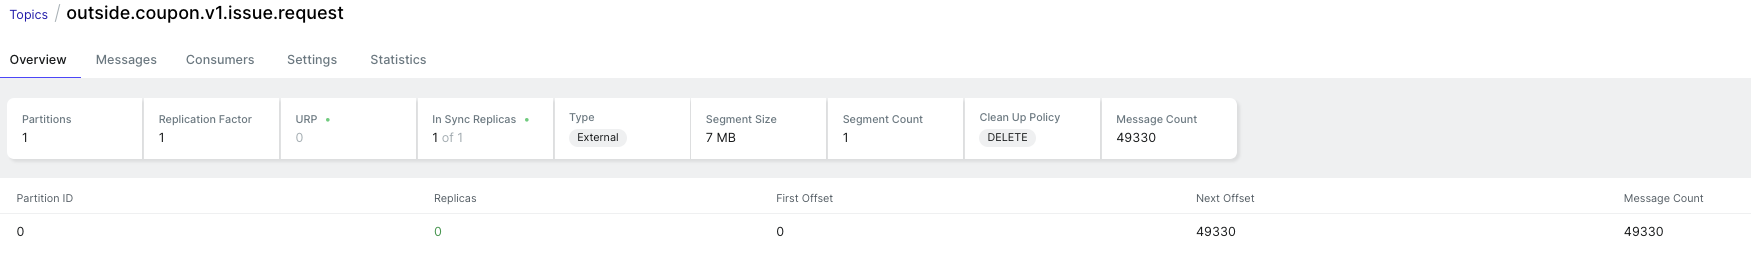 Topics / outside.coupon.v1.issue.request
Overview Messages Consumers Settings Statistics
Partitions Replication Factor URP In Sync Replicas Type Segment Size Segment Count Clean Up Policy Message Count
1 1 0 1 of 1 External 7 MB 1 DELETE 49330
Partition ID Replicas First Offset Next Offset Message Count
0 0 0 49330 49330